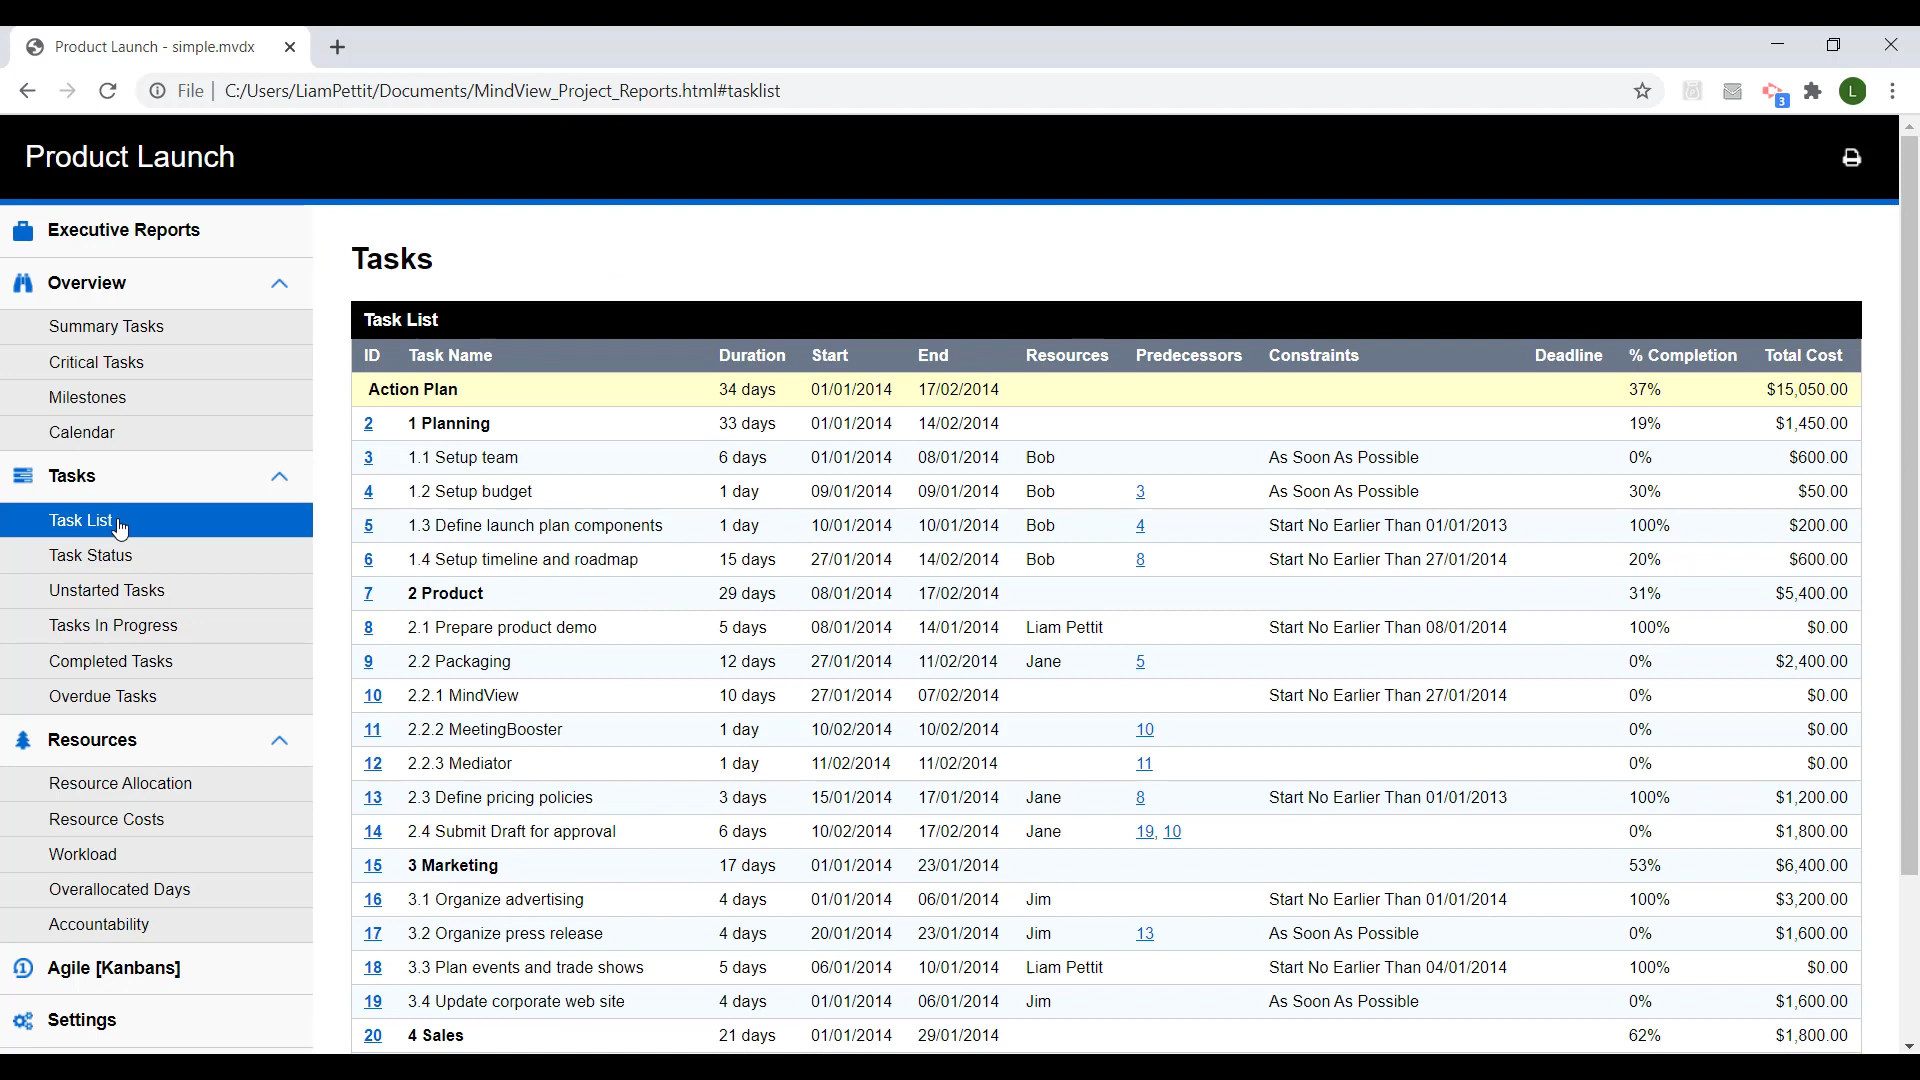 Product Launch - simple.mvdx
File | C:/Users/LiamPettit/Documents/MindView_Project_Reports.html#tasklist
3
L
Product Launch
Executive Reports
Overview
Summary Tasks
Critical Tasks
Milestones
Calendar
Tasks
Task List
Task Status
Unstarted Tasks
Tasks In Progress
Completed Tasks
Overdue Tasks
Resources
Resource Allocation
Resource Costs
Workload
Overallocated Days
Accountability
Agile [Kanbans]
Settings
Tasks
Task List
ID Task Name Duration Start End Resources Predecessors Constraints Deadline % Completion Total Cost
Action Plan 34 days 01/01/2014 17/02/2014 37% $15,050.00
2 1 Planning 33 days 01/01/2014 14/02/2014 19% $1,450.00
3 1.1 Setup team 6 days 01/01/2014 08/01/2014 Bob As Soon As Possible 0% $600.00
4 1.2 Setup budget 1 day 09/01/2014 09/01/2014 Bob 3 As Soon As Possible 30% $50.00
5 1.3 Define launch plan components 1 day 10/01/2014 10/01/2014 Bob 4 Start No Earlier Than 01/01/2013 100% $200.00
6 1.4 Setup timeline and roadmap 15 days 27/01/2014 14/02/2014 Bob 8 Start No Earlier Than 27/01/2014 20% $600.00
7 2 Product 29 days 08/01/2014 17/02/2014 31% $5,400.00
8 2.1 Prepare product demo 5 days 08/01/2014 14/01/2014 Liam Pettit Start No Earlier Than 08/01/2014 100% $0.00
9 2.2 Packaging 12 days 27/01/2014 11/02/2014 Jane 5 0% $2,400.00
10 2.2.1 MindView 10 days 27/01/2014 07/02/2014 Start No Earlier Than 27/01/2014 0% $0.00
11 2.2.2 MeetingBooster 1 day 10/02/2014 10/02/2014 10 0% $0.00
12 2.2.3 Mediator 1 day 11/02/2014 11/02/2014 11 0% $0.00
13 2.3 Define pricing policies 3 days 15/01/2014 17/01/2014 Jane 8 Start No Earlier Than 01/01/2013 100% $1,200.00
14 2.4 Submit Draft for approval 6 days 10/02/2014 17/02/2014 Jane 19, 10 0% $1,800.00
15 3 Marketing 17 days 01/01/2014 23/01/2014 53% $6,400.00
16 3.1 Organize advertising 4 days 01/01/2014 06/01/2014 Jim Start No Earlier Than 01/01/2014 100% $3,200.00
17 3.2 Organize press release 4 days 20/01/2014 23/01/2014 Jim 13 As Soon As Possible 0% $1,600.00
18 3.3 Plan events and trade shows 5 days 06/01/2014 10/01/2014 Liam Pettit Start No Earlier Than 04/01/2014 100% $0.00
19 3.4 Update corporate web site 4 days 01/01/2014 06/01/2014 Jim As Soon As Possible 0% $1,600.00
20 4 Sales 21 days 01/01/2014 29/01/2014 62% $1,800.00